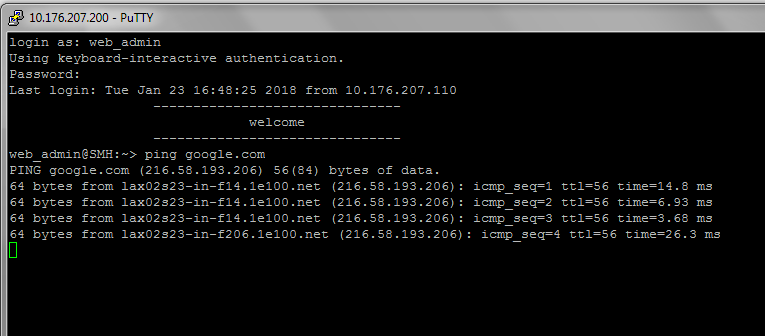 10.176.207.200 - PuTTY
login as: web_admin
Using keyboard-interactive authentication.
Password:
Last login: Tue Jan 23 16:48:25 2018 from 10.176.207.110
-------------------------------
welcome
-------------------------------
web_admin@SMH:~> ping google.com
PING google.com (216.58.193.206) 56(84) bytes of data.
64 bytes from lax02s23-in-f14.1e100.net (216.58.193.206): icmp_seq=1 ttl=56 time=14.8 ms
64 bytes from lax02s23-in-f14.1e100.net (216.58.193.206): icmp_seq=2 ttl=56 time=6.93 ms
64 bytes from lax02s23-in-f14.1e100.net (216.58.193.206): icmp_seq=3 ttl=56 time=3.68 ms
64 bytes from lax02s23-in-f206.1e100.net (216.58.193.206): icmp_seq=4 ttl=56 time=26.3 ms